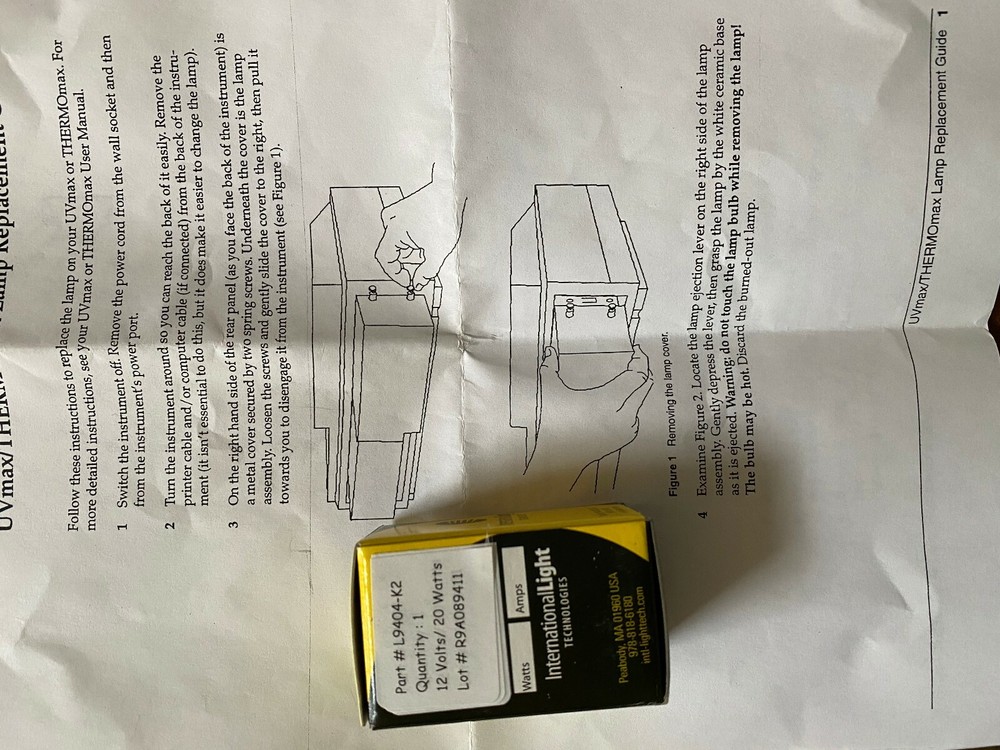 UVmax/THERMOmax Lamp Replacement
Follow these instructions to replace the lamp on your UVmax or THERMOmax. For
more detailed instructions, see your UVmax or THERMOmax User Manual.
1 Switch the instrument off. Remove the power cord from the wall socket and then
from the instrument's power port.
2 Turn the instrument around so you can reach the back of it easily. Remove the
printer cable and/or computer cable (if connected) from the back of the instru-
ment (it isn't essential to do this, but it does make it easier to change the lamp).
3 On the right hand side of the rear panel (as you face the back of the instrument) is
a metal cover secured by two spring screws. Underneath the cover is the lamp
assembly. Loosen the screws and gently slide the cover to the right, then pull it
towards you to disengage it from the instrument (see Figure 1).
Figure 1 Removing the lamp cover.
4 Examine Figure 2. Locate the lamp ejection lever on the right side of the lamp
assembly. Gently depress the lever, then grasp the lamp by the white ceramic base
as it is ejected. Warning: do not touch the lamp bulb while removing the lamp!
The bulb may be hot. Discard the burned-out lamp.
UVmax/THERMOmax Lamp Replacement Guide 1
Part # L9404-K2
Quantity : 1
12 Volts/ 20 Watts
Lot # R9A089411
Watts Amps
InternationalLight
TECHNOLOGIES
Peabody, MA 01960 USA
978-818-6180
intl-lighttech.com